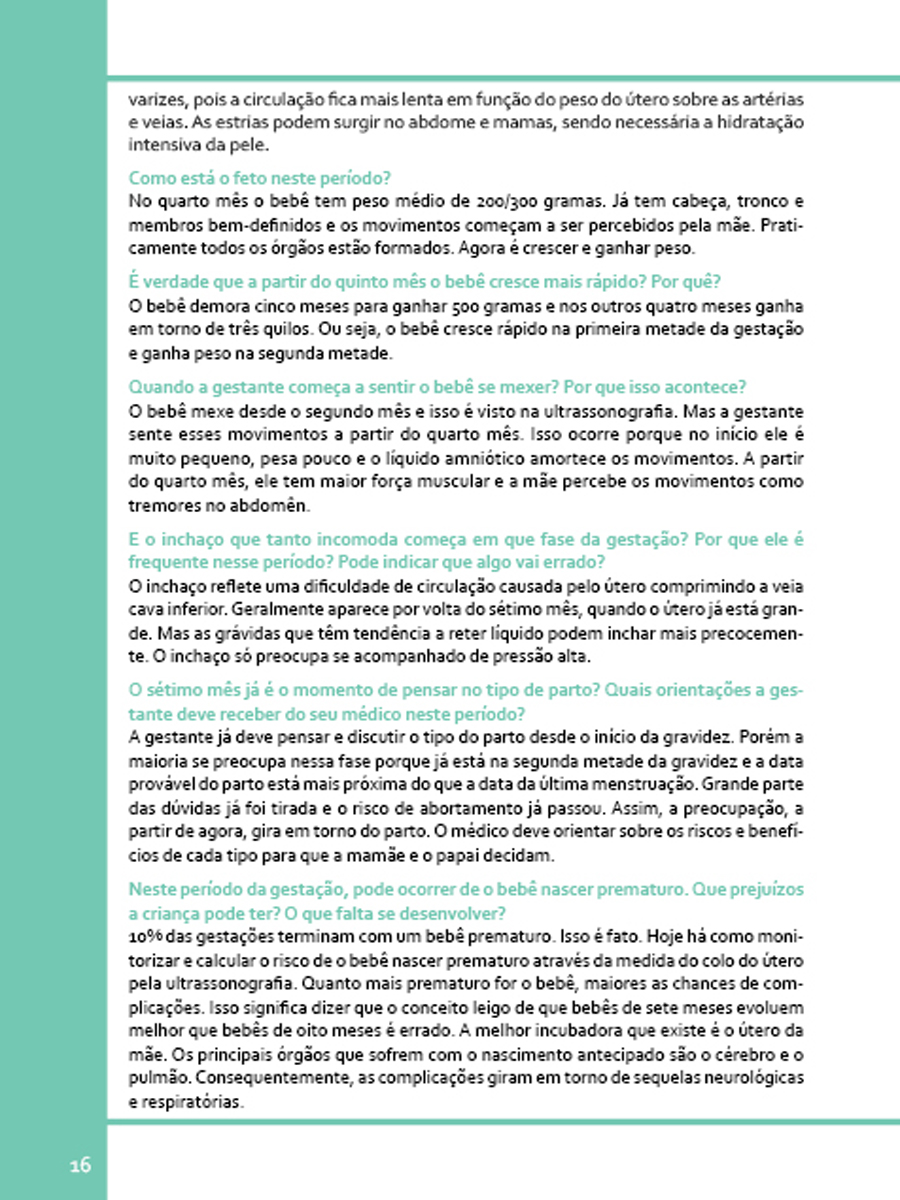 varizes, pois a circulação fica mais lenta em função do peso do útero sobre as artérias
e veias. As estrias podem surgir no abdome e mamas, sendo necessária a hidratação
intensiva da pele.
Como está o feto neste período?
No quarto mês o bebê tem peso médio de 200/300 gramas. Já tem cabeça, tronco e
membros bem-definidos e os movimentos começam a ser percebidos pela mãe. Prati-
camente todos os órgãos estão formados. Agora é crescer e ganhar peso.
É verdade que a partir do quinto mês o bebê cresce mais rápido? Por quê?
O bebê demora cinco meses para ganhar 500 gramas e nos outros quatro meses ganha
em torno de três quilos. Ou seja, o bebê cresce rápido na primeira metade da gestação
e ganha peso na segunda metade.
Quando a gestante começa a sentir o bebê se mexer? Por que isso acontece?
O bebê mexe desde o segundo mês e isso é visto na ultrassonografia. Mas a gestante
sente esses movimentos a partir do quarto mês. Isso ocorre porque no início ele é
muito pequeno, pesa pouco e o líquido amniótico amortece os movimentos. A partir
do quarto mês, ele tem maior força muscular e a mãe percebe os movimentos como
tremores no abdomên.
E o inchaço que tanto incomoda começa em que fase da gestação? Por que ele é
frequente nesse período? Pode indicar que algo vai errado?
O inchaço reflete uma dificuldade de circulação causada pelo útero comprimindo a veia
cava inferior. Geralmente aparece por volta do sétimo mês, quando o útero já está gran-
de. Mas as grávidas que têm tendência a reter líquido podem inchar mais precocemen-
te. O inchaço só preocupa se acompanhado de pressão alta.
O sétimo mês já é o momento de pensar no tipo de parto? Quais orientações a ges-
tante deve receber do seu médico neste período?
A gestante já deve pensar e discutir o tipo do parto desde o início da gravidez. Porém a
maioria se preocupa nessa fase porque já está na segunda metade da gravidez e a data
provável do parto está mais próxima do que a data da última menstruação. Grande parte
das dúvidas já foi tirada e o risco de abortamento já passou. Assim, a preocupação, a
partir de agora, gira em torno do parto. O médico deve orientar sobre os riscos e benefí-
cios de cada tipo para que a mamãe e o papai decidam.
Neste período da gestação, pode ocorrer de o bebê nascer prematuro. Que prejuízos
a criança pode ter? O que falta se desenvolver?
10% das gestações terminam com um bebê prematuro. Isso é fato. Hoje há como moni-
torizar e calcular o risco de o bebê nascer prematuro através da medida do colo do útero
pela ultrassonografia. Quanto mais prematuro for o bebê, maiores as chances de com-
plicações. Isso significa dizer que o conceito leigo de que bebês de sete meses evoluem
melhor que bebês de oito meses é errado. A melhor incubadora que existe é o útero da
mãe. Os principais órgãos que sofrem com o nascimento antecipado são o cérebro e o
pulmão. Consequentemente, as complicações giram em torno de sequelas neurológicas
e respiratórias.
16